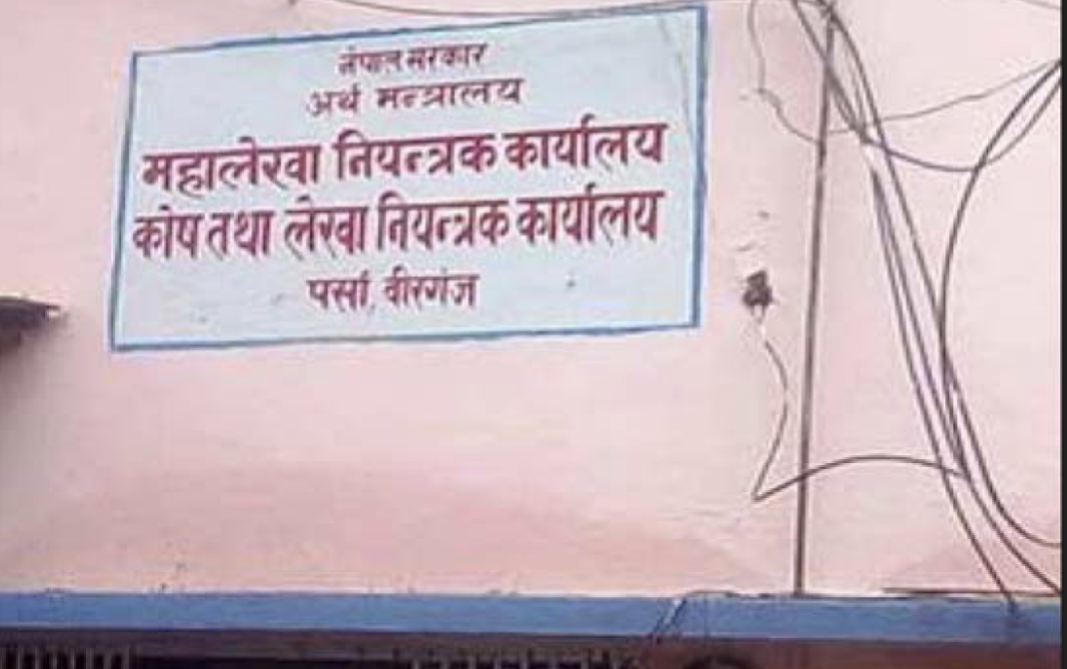 नेपाल सरकार
अर्थ मन्त्रालय
महालेखा नियन्त्रक कार्यालय
कोष तथा लेखा नियन्त्रक कार्यालय
पर्सा, वीरगंज